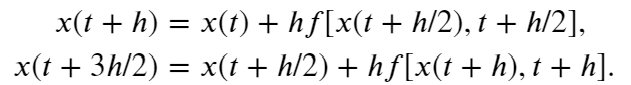 x(t + h) = x(t) + hf[x(t + h/2), t + h/2],
x(t + 3h/2) = x(t + h/2) + hf[x(t + h), t + h].